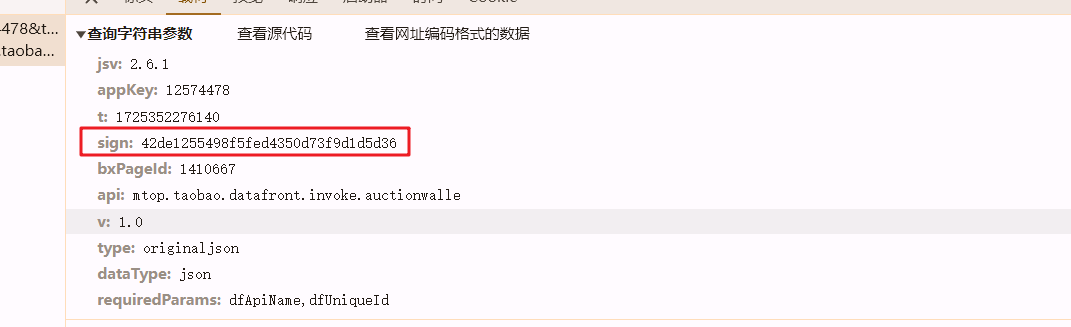 4478&t...
.taoba...
Cookie
▼查询字符串参数 查看源代码 查看网址编码格式的数据
jsv: 2.6.1
appKey: 12574478
t: 1725352276140
sign: 42de1255498f5fed4350d73f9d1d5d36
bxPageId: 1410667
api: mtop.taobao.datafront.invoke.auctionwalle
v: 1.0
type: originaljson
dataType: json
requiredParams: dfApiName,dfUniqueId